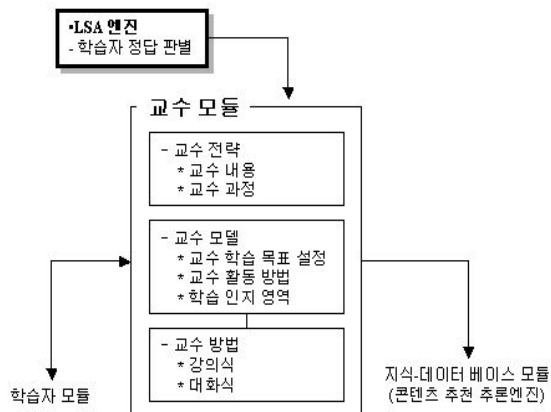 ▪LSA 엔진
- 학습자 정답 판별
교수 모듈
- 교수 전략
* 교수 내용
* 교수 과정
- 교수 모델
* 교수 학습 목표 설정
* 교수 활동 방법
* 학습 인지 영역
- 교수 방법
* 강의식
* 대화식
학습자 모듈
지식-데이터 베이스 모듈
(콘텐츠 추천 추론엔진)